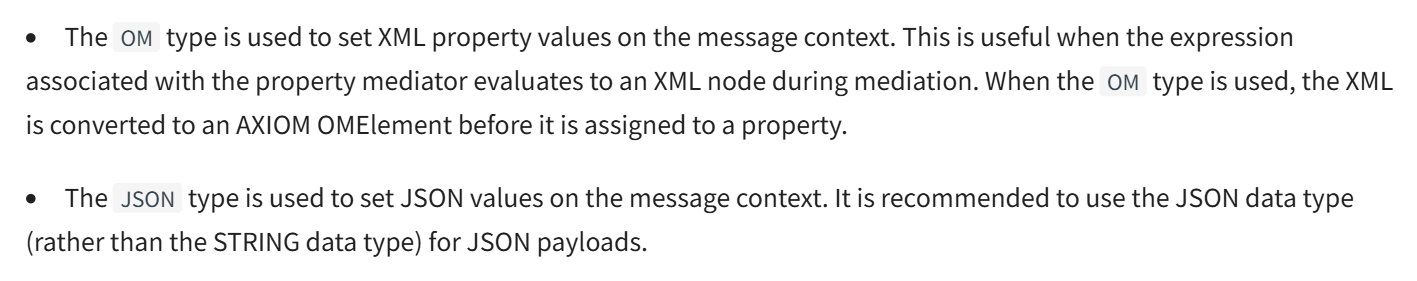 • The OM type is used to set XML property values on the message context. This is useful when the expression
associated with the property mediator evaluates to an XML node during mediation. When the OM type is used, the XML
is converted to an AXIOM OMElement before it is assigned to a property.
• The JSON type is used to set JSON values on the message context. It is recommended to use the JSON data type
(rather than the STRING data type) for JSON payloads.